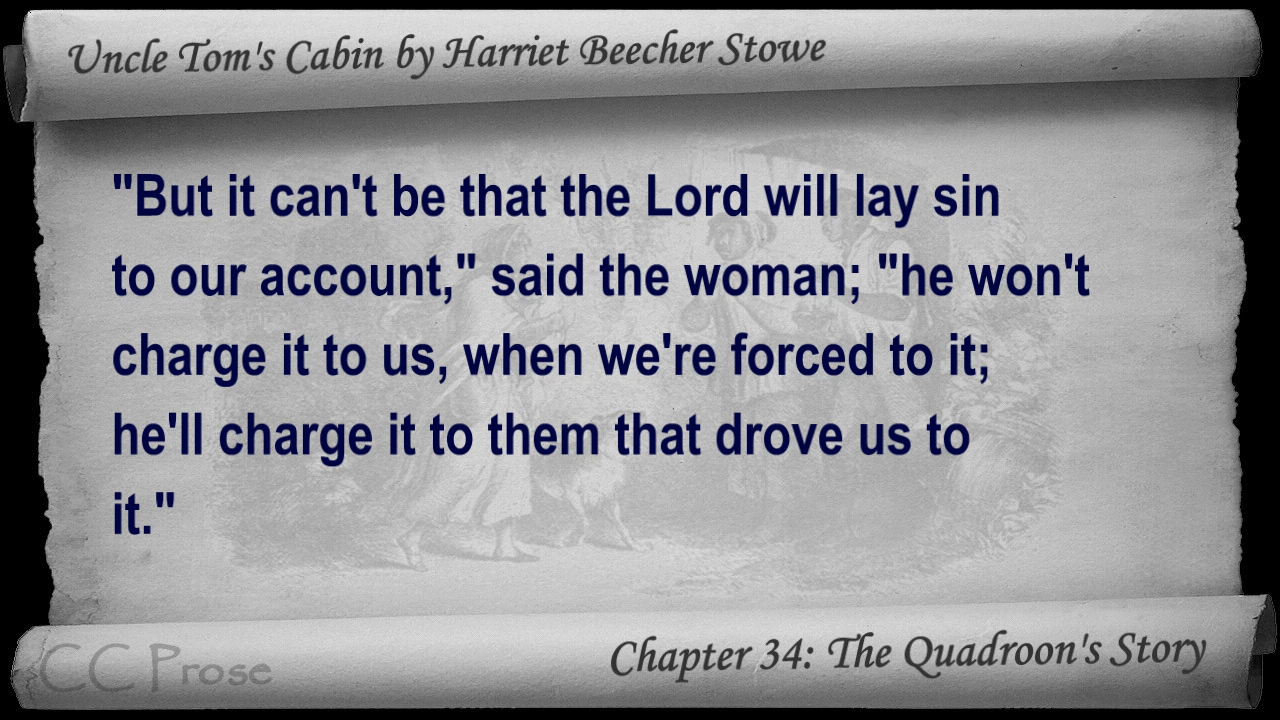 Uncle Tom's Cabin by Harriet Beecher Stowe
"But it can't be that the Lord will lay sin
to our account," said the woman; "he won't
charge it to us, when we're forced to it;
he'll charge it to them that drove us to
it."
CC Prose
Chapter 34: The Quadroon's Story